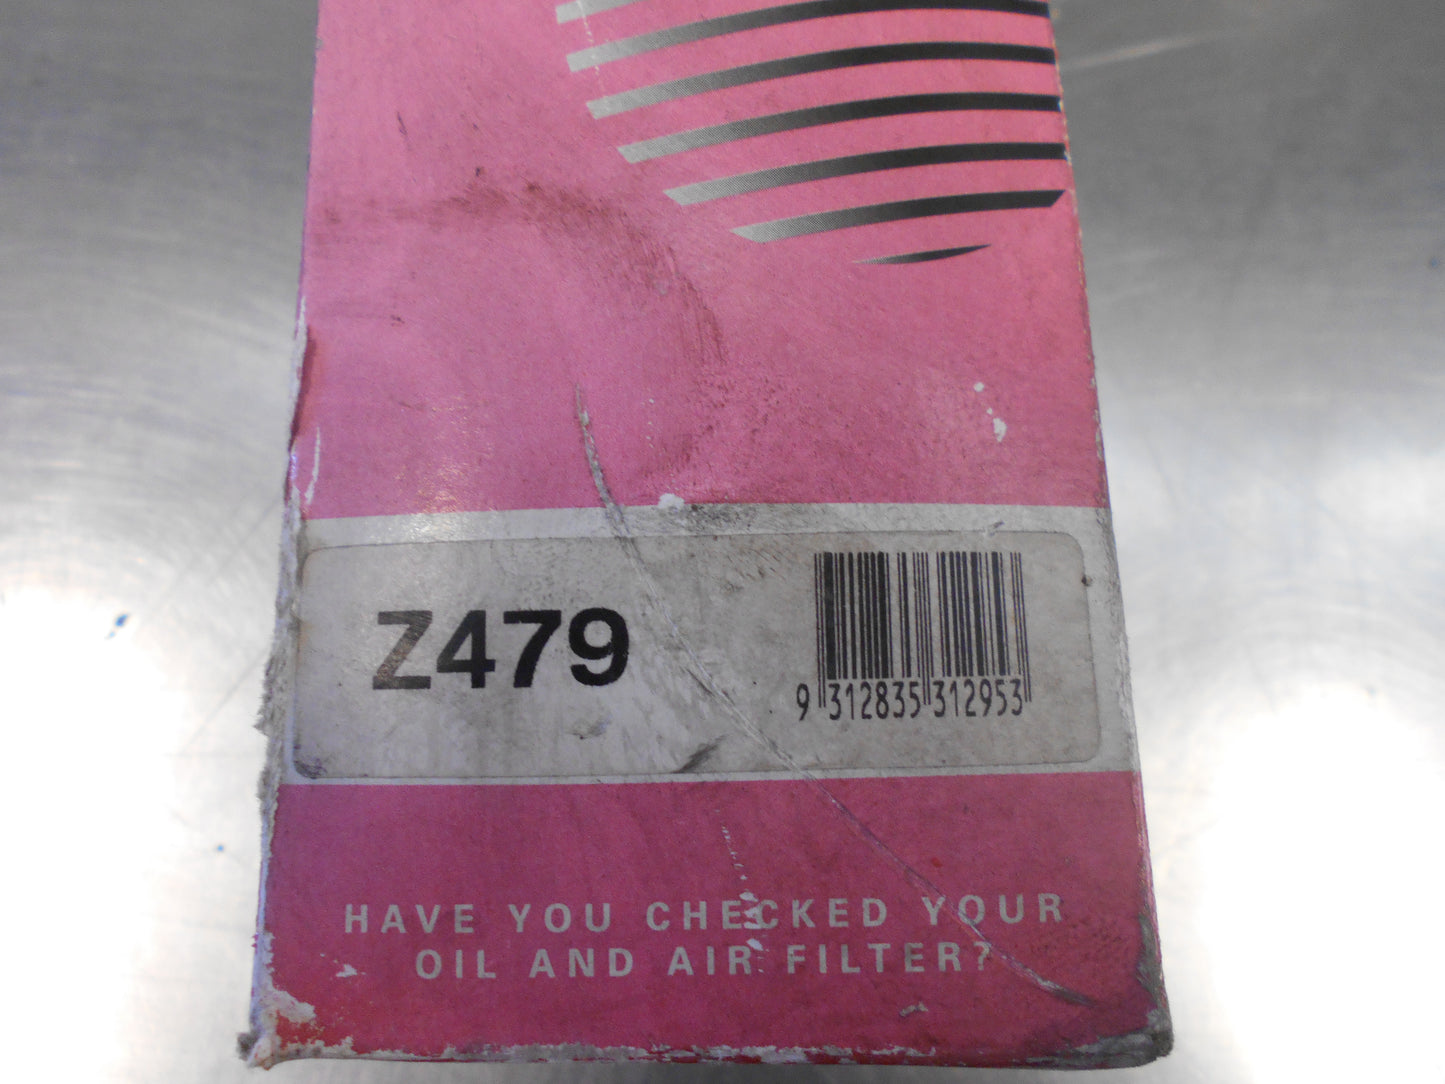 Z479
9 312835 312953
HAVE YOU CHECKED YOUR
OIL AND AIR FILTER?